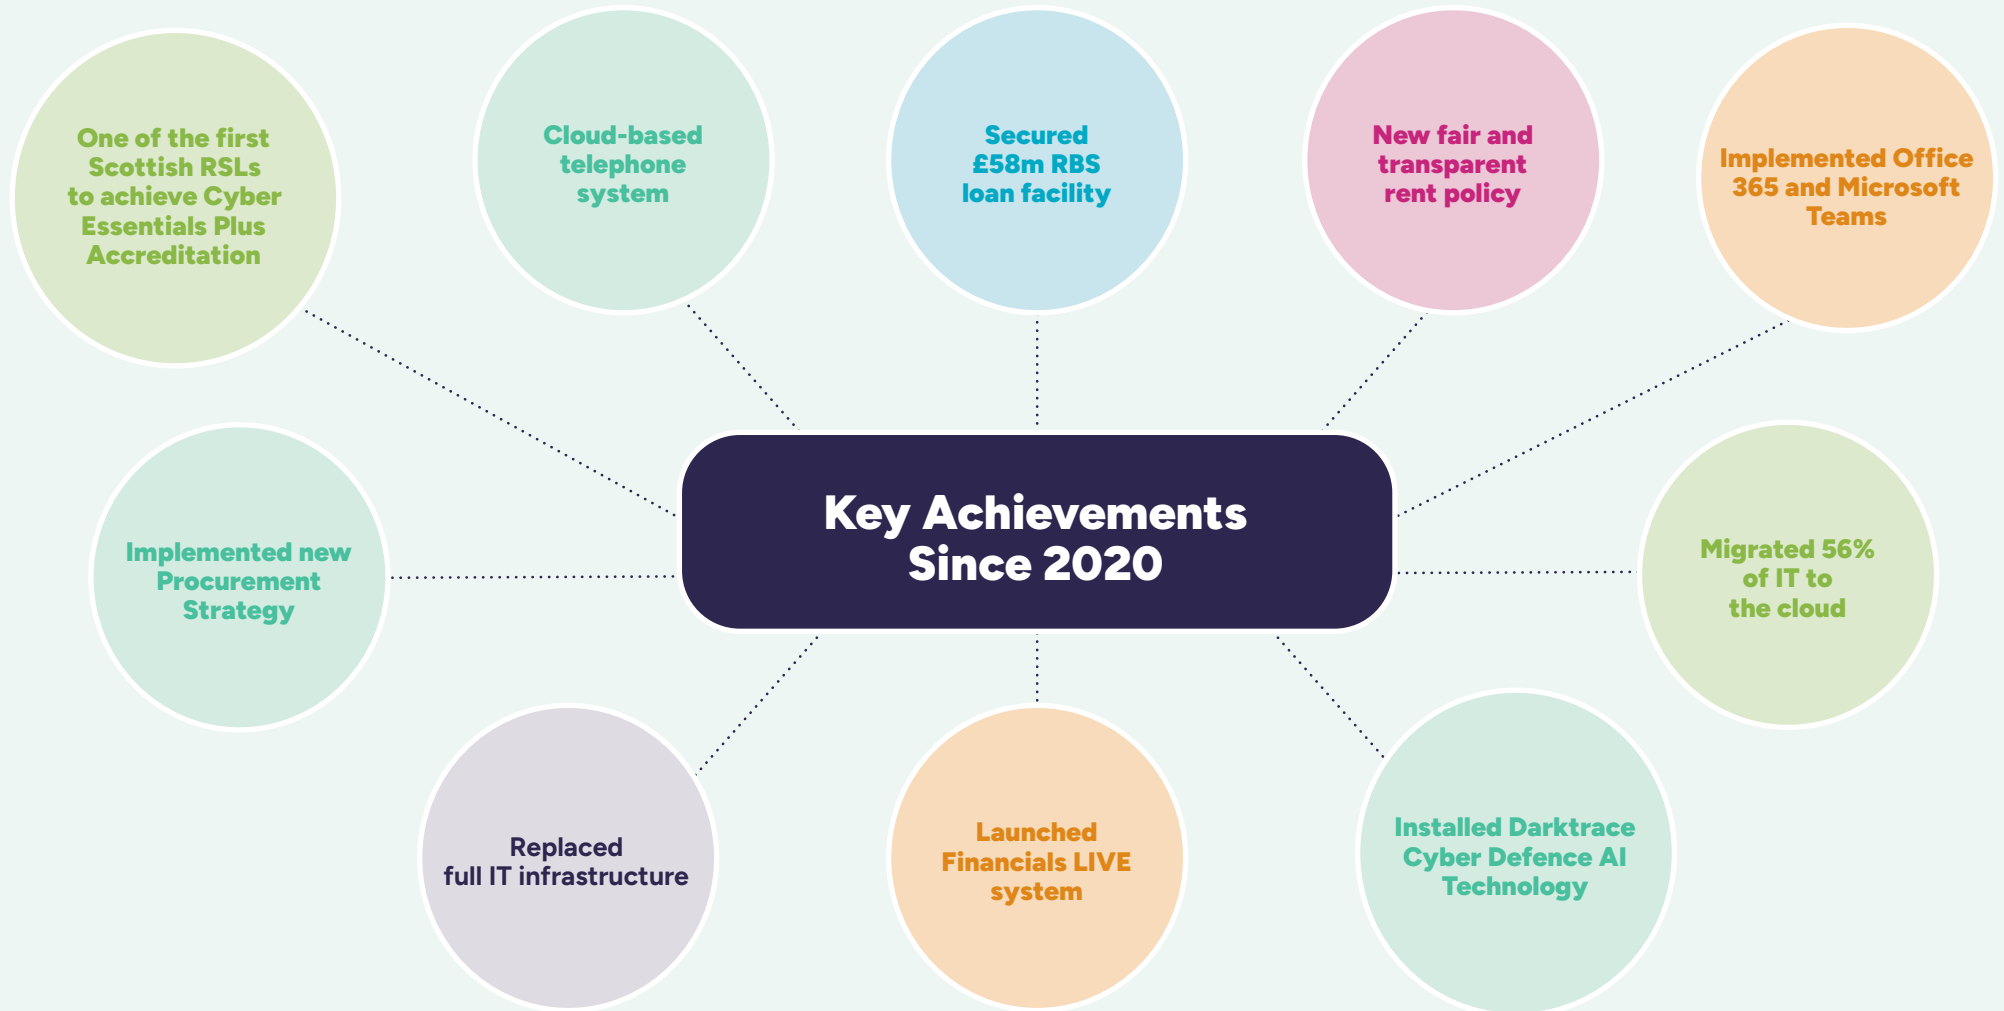 One of the first
Scottish RSLs
to achieve Cyber
Essentials Plus
Accreditation
Cloud-based
telephone
system
Secured
£58m RBS
loan facility
New fair and
transparent
rent policy
Implemented Office
365 and Microsoft
Teams
Key Achievements
Since 2020
Implemented new
Procurement
Strategy
Migrated 56%
of IT to
the cloud
Replaced
full IT infrastructure
Launched
Financials LIVE
system
Installed Darktrace
Cyber Defence AI
Technology